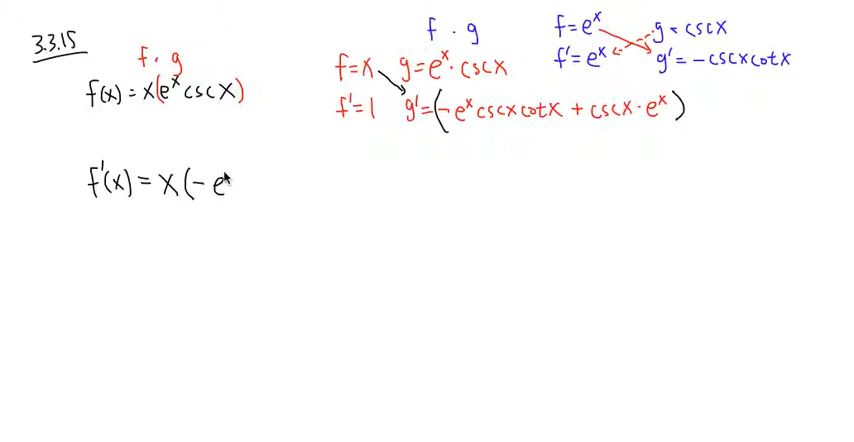 3.3.15
f · g
f(x) = x(e^x csc x)
f'(x) = x(- e
f · g
f = x g = e^x · csc x
f' = 1 g' = (- e^x csc x cot x + csc x · e^x)
f = e^x g = csc x
f' = e^x g' = - csc x cot x